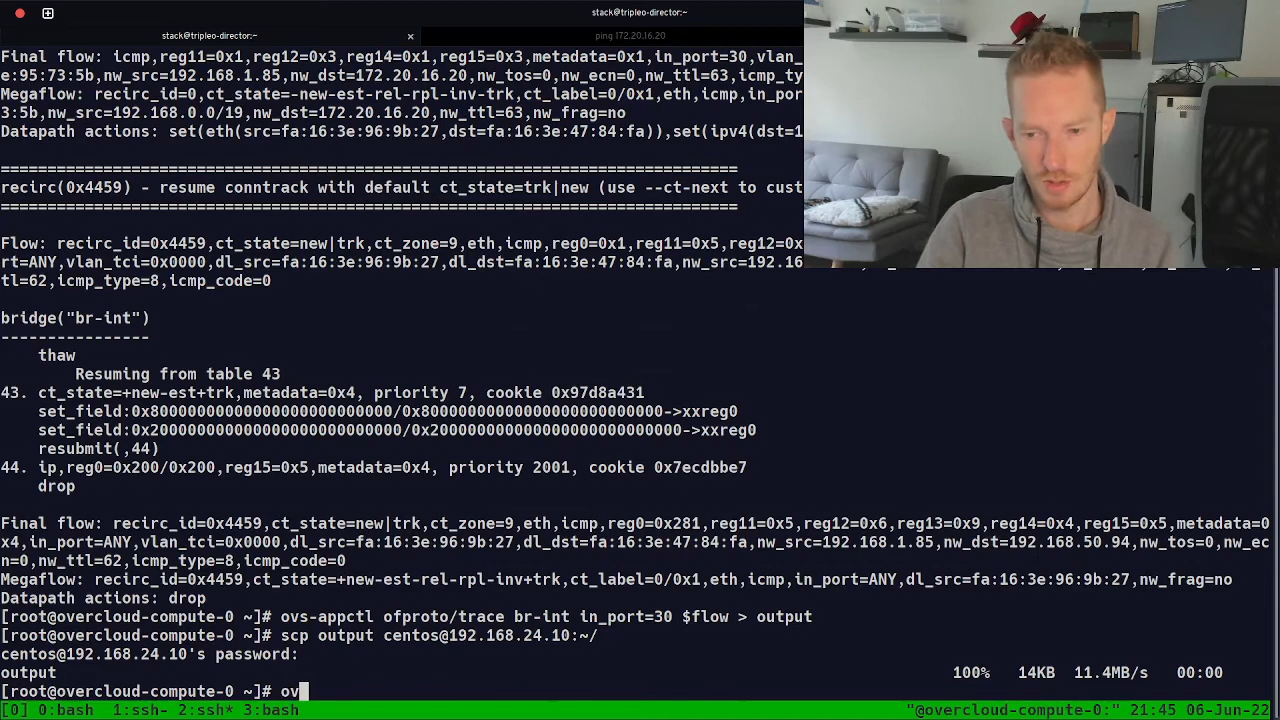 stack@tripleo-director:~
stack@tripleo-director:~
ping 172.20.16.20
Final flow: icmp,reg11=0x1,reg12=0x3,reg14=0x1,reg15=0x3,metadata=0x1,in_port=30,vlan_
e:95:73:5b,nw_src=192.168.1.85,nw_dst=172.20.16.20,nw_tos=0,nw_ecn=0,nw_ttl=63,icmp_ty
Megaflow: recirc_id=0,ct_state=-new-est-rel-rpl-inv-trk,ct_label=0/0x1,eth,icmp,in_por
3:5b,nw_src=192.168.0.0/19,nw_dst=172.20.16.20,nw_ttl=63,nw_frag=no
Datapath actions: set(eth(src=fa:16:3e:96:9b:27,dst=fa:16:3e:47:84:fa)),set(ipv4(dst=1
===============================================================================
recirc(0x4459) - resume conntrack with default ct_state=trk|new (use --ct-next to cust
===============================================================================
Flow: recirc_id=0x4459,ct_state=new|trk,ct_zone=9,eth,icmp,reg0=0x1,reg11=0x5,reg12=0x
rt=ANY,vlan_tci=0x0000,dl_src=fa:16:3e:96:9b:27,dl_dst=fa:16:3e:47:84:fa,nw_src=192.16
tl=62,icmp_type=8,icmp_code=0
bridge("br-int")
----------------
thaw
Resuming from table 43
43. ct_state=+new-est+trk,metadata=0x4, priority 7, cookie 0x97d8a431
set_field:0x80000000000000000000000000/0x80000000000000000000000000->xxreg0
set_field:0x200000000000000000000000000/0x200000000000000000000000000->xxreg0
resubmit(,44)
44. ip,reg0=0x200/0x200,reg15=0x5,metadata=0x4, priority 2001, cookie 0x7ecdbbe7
drop
Final flow: recirc_id=0x4459,ct_state=new|trk,ct_zone=9,eth,icmp,reg0=0x281,reg11=0x5,reg12=0x6,reg13=0x9,reg14=0x4,reg15=0x5,metadata=0
x4,in_port=ANY,vlan_tci=0x0000,dl_src=fa:16:3e:96:9b:27,dl_dst=fa:16:3e:47:84:fa,nw_src=192.168.1.85,nw_dst=192.168.50.94,nw_tos=0,nw_ec
n=0,nw_ttl=62,icmp_type=8,icmp_code=0
Megaflow: recirc_id=0x4459,ct_state=+new-est-rel-rpl-inv+trk,ct_label=0/0x1,eth,icmp,in_port=ANY,dl_src=fa:16:3e:96:9b:27,nw_frag=no
Datapath actions: drop
[root@overcloud-compute-0 ~]# ovs-appctl ofproto/trace br-int in_port=30 $flow > output
[root@overcloud-compute-0 ~]# scp output centos@192.168.24.10:~/
centos@192.168.24.10's password:
output 100% 14KB 11.4MB/s 00:00
[root@overcloud-compute-0 ~]# ov
[0] 0:bash 1:ssh- 2:ssh* 3:bash "@overcloud-compute-0:" 21:45 06-Jun-22